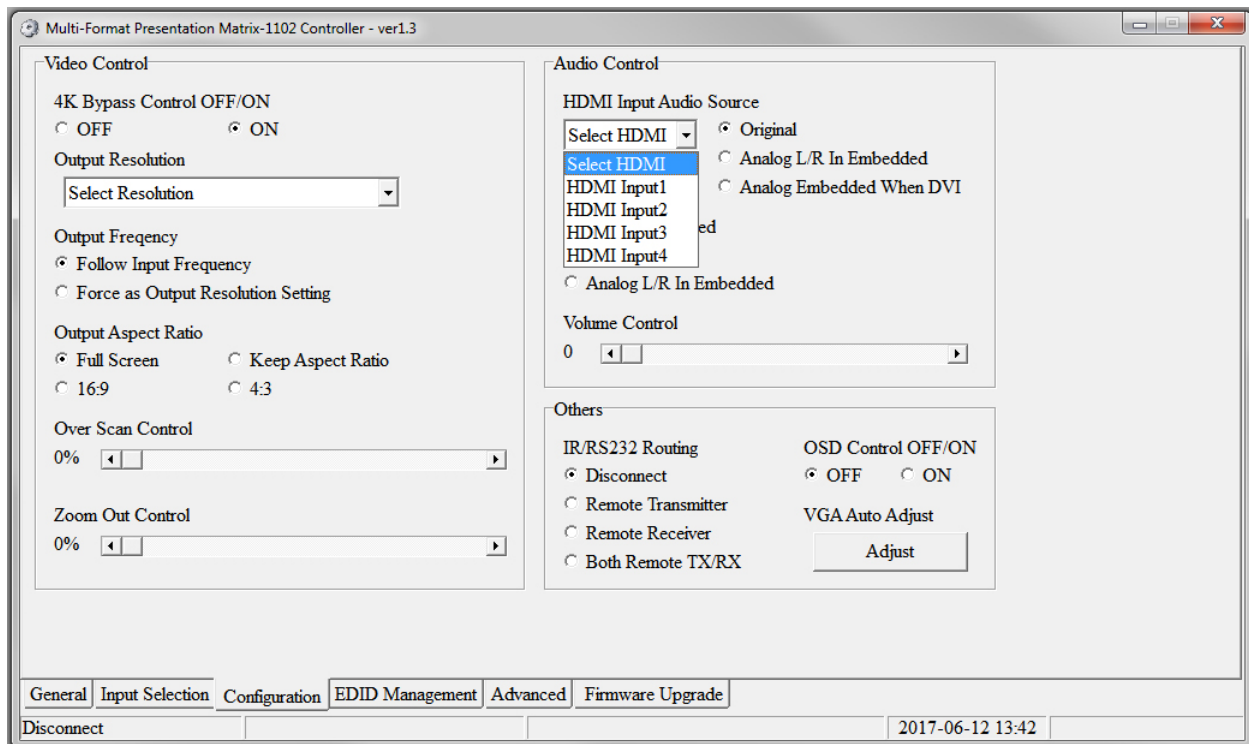 Multi-Format Presentation Matrix-1102 Controller - ver1.3
Video Control
4K Bypass Control OFF/ON
OFF ON
Output Resolution
Select Resolution
Output Freqency
Follow Input Frequency
Force as Output Resolution Setting
Output Aspect Ratio
Full Screen Keep Aspect Ratio
16:9 4:3
Over Scan Control
0%
Zoom Out Control
0%
Audio Control
HDMI Input Audio Source
Select HDMI
Select HDMI
HDMI Input1
HDMI Input2
HDMI Input3
HDMI Input4
Original
Analog L/R In Embedded
Analog Embedded When DVI
ed
Analog L/R In Embedded
Volume Control
0
Others
IR/RS232 Routing
Disconnect
Remote Transmitter
Remote Receiver
Both Remote TX/RX
OSD Control OFF/ON
OFF ON
VGA Auto Adjust
Adjust
General Input Selection Configuration EDID Management Advanced Firmware Upgrade
Disconnect 2017-06-12 13:42